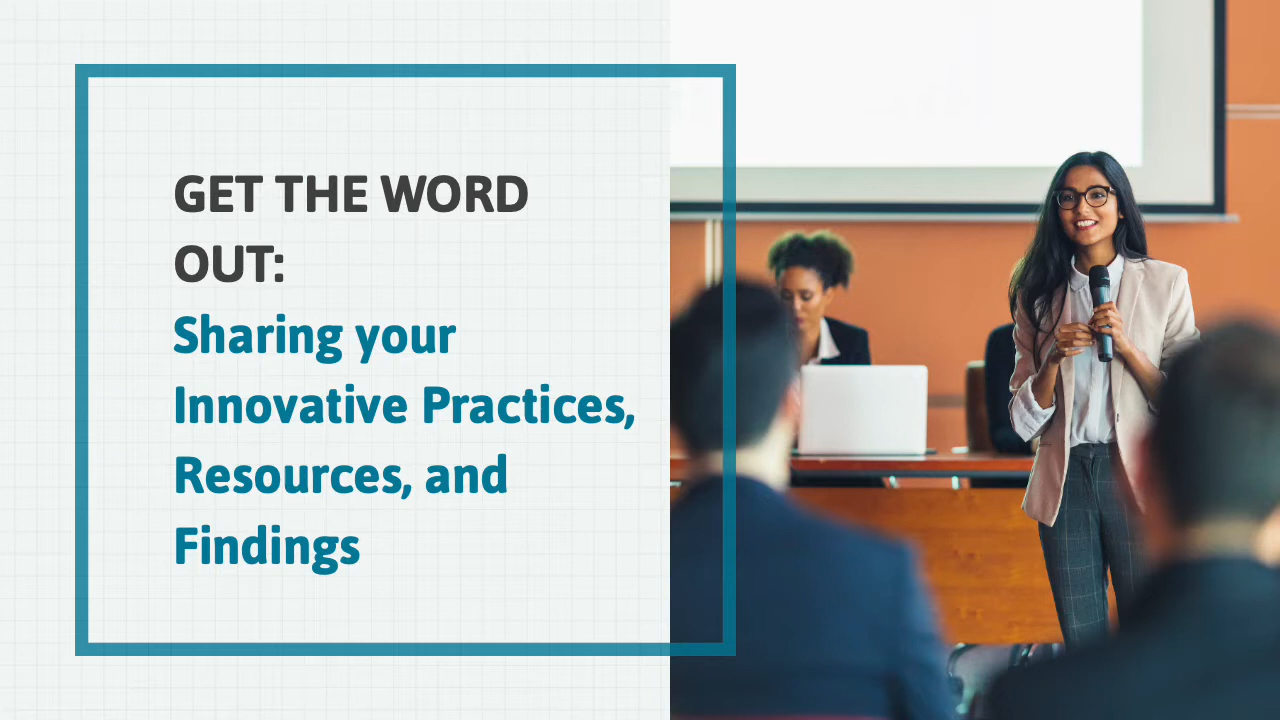 GET THE WORD
OUT:
Sharing your
Innovative Practices,
Resources, and
Findings